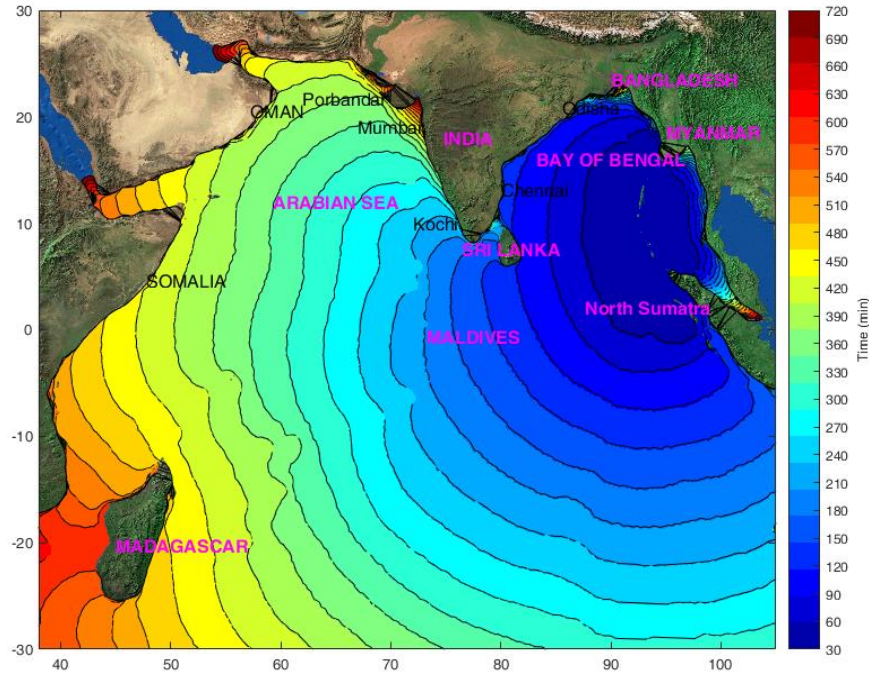 30
20
10
0
-10
-20
-30
40
50
60
70
80
90
100
OMAN
Porbandar
Mumbai
INDIA
BANGLADESH
Odisha
MYANMAR
BAY OF BENGAL
Chennai
ARABIAN SEA
Kochi
SRI LANKA
SOMALIA
North Sumatra
MALDIVES
MADAGASCAR
720
690
660
630
600
570
540
510
480
450
420
390
360
330
300
270
240
210
180
150
120
90
60
30
Time (min)